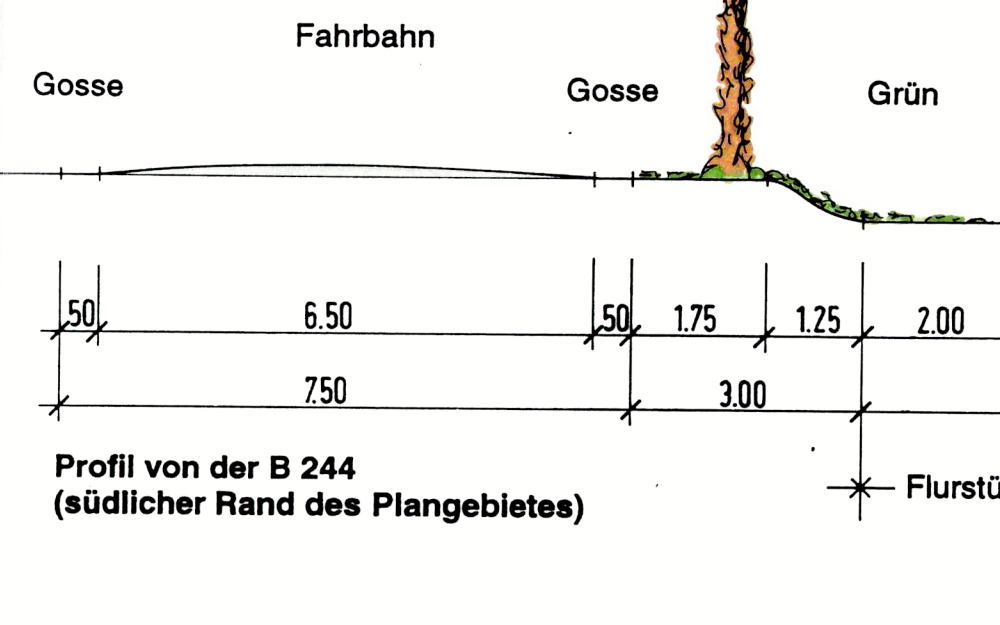 Fahrbahn
Gosse
Gosse
Grün
50
6.50
50
1.75
1.25
2.00
7.50
3.00
Profil von der B 244
(südlicher Rand des Plangebietes)
Flurstü